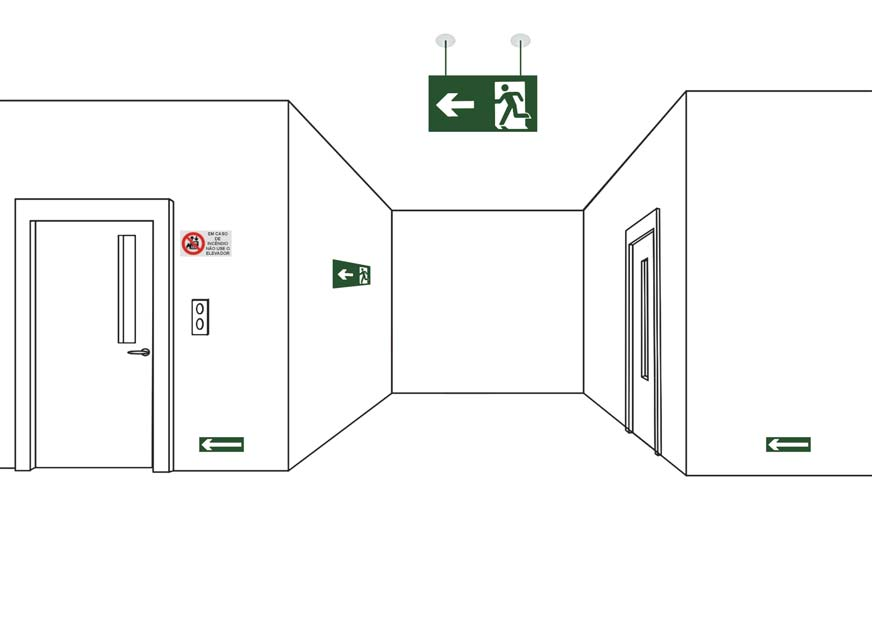 EM CASO
DE
INCÊNDIO
NÃO USE O
ELEVADOR